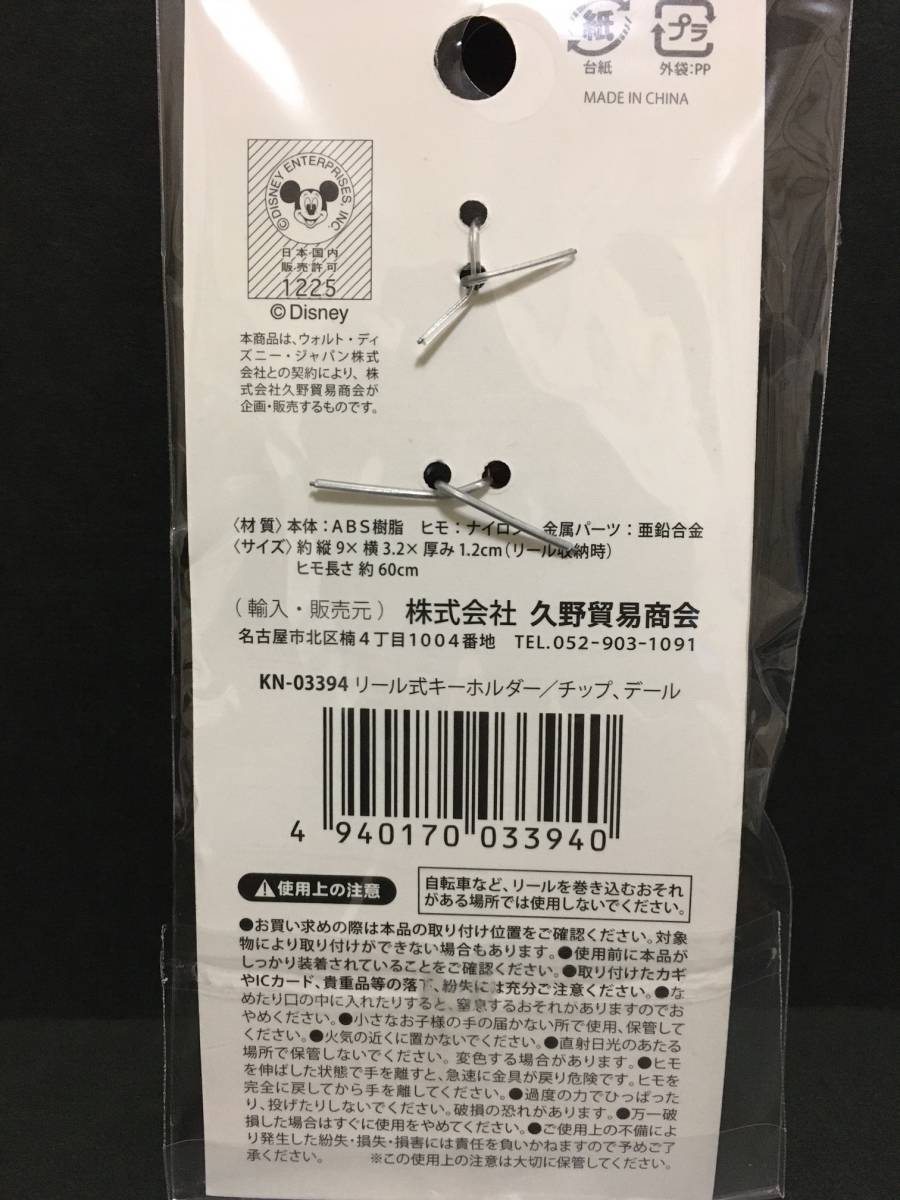 紙
プラ
台紙
外袋:PP
MADE IN CHINA
©DISNEY ENTERPRISES, INC.
日本国内
販売許可
1225
©Disney
本商品は、ウォルト・ディ
ズニー・ジャパン株式
会社との契約により、株
式会社久野貿易商会が
企画・販売するものです。
〈材質〉本体：ABS樹脂　ヒモ：ナイロン　金属パーツ：亜鉛合金
〈サイズ〉約 縦 9× 横 3.2× 厚み 1.2cm（リール収納時）
ヒモ長さ 約 60cm
（輸入・販売元）株式会社 久野貿易商会
名古屋市北区楠4丁目1004番地　TEL.052-903-1091
KN-03394 リール式キーホルダー／チップ、デール
4 940170 033940
使用上の注意
自転車など、リールを巻き込むおそれ
がある場所では使用しないでください。
●お買い求めの際は本品の取り付け位置をご確認ください。対象
物により取り付けができない場合もあります。●使用前に本品が
しっかり装着されていることをご確認ください。●取り付けたカギ
やICカード、貴重品等の落下、紛失には充分ご注意ください。●な
めたり口の中に入れたりすると、窒息するおそれがありますのでお
やめください。●小さなお子様の手の届かない所で使用、保管して
ください。●火気の近くに置かないでください。●直射日光のあたる
場所で保管しないでください。変色する場合があります。●ヒモ
を伸ばした状態で手を離すと、急速に金具が戻り危険です。ヒモを
完全に戻してから手を離してください。●過度の力でひっぱった
り、投げたりしないでください。破損の恐れがあります。●万一破
損した場合はすぐに使用をやめてください。●ご使用上の不備によ
り発生した紛失・損失・損害には責任を負いかねますので予めご了
承ください。　※この使用上の注意は大切に保管してください。